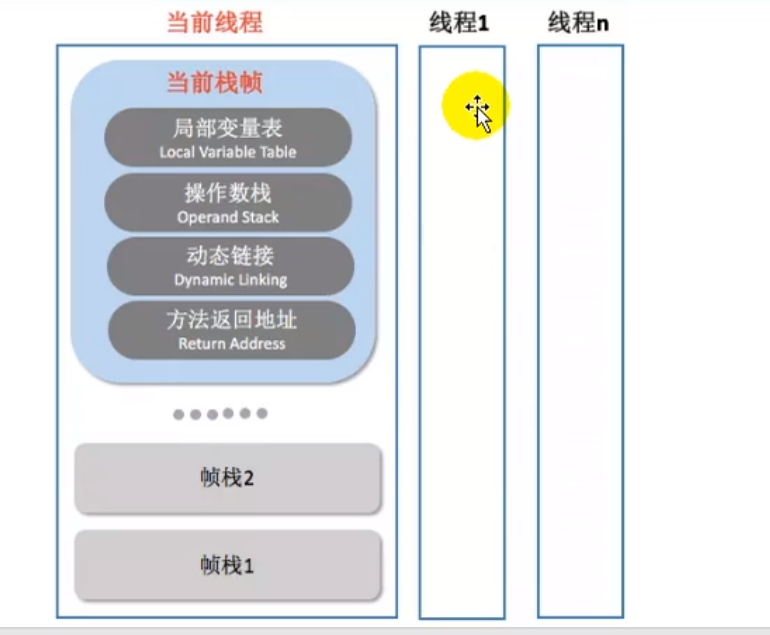 当前线程
线程1
线程n
当前栈帧
局部变量表
Local Variable Table
操作数栈
Operand Stack
动态链接
Dynamic Linking
方法返回地址
Return Address
帧栈2
帧栈1